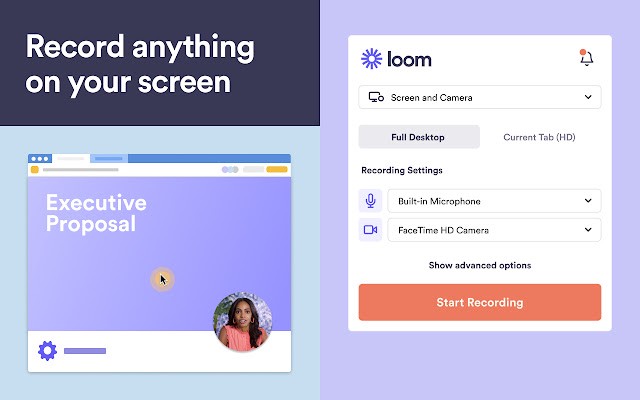 Record anything
on your screen
Executive
Proposal
loom
Screen and Camera
Full Desktop
Current Tab (HD)
Recording Settings
Built-in Microphone
FaceTime HD Camera
Show advanced options
Start Recording